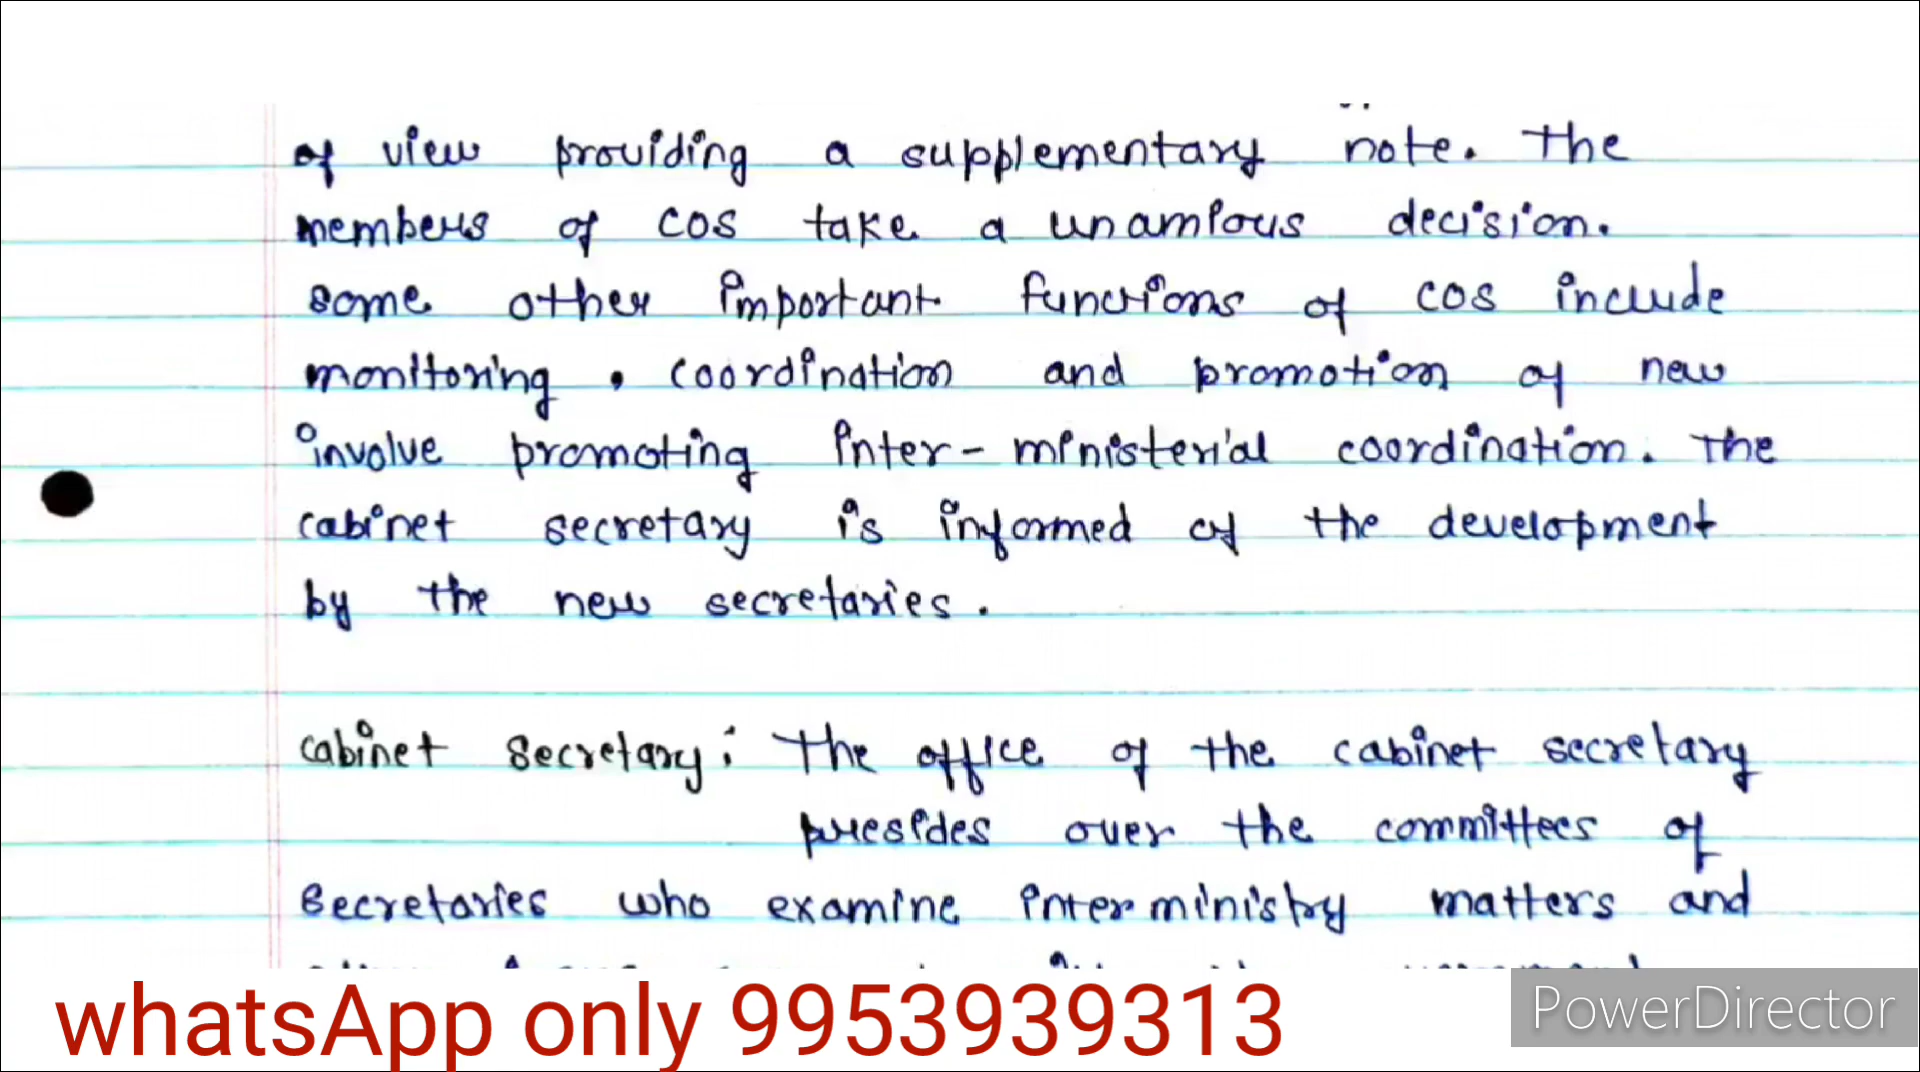 of view providing a supplementary note. The
members of COS take a unamious decision.
some other important functions of COS include
monitoring, coordination and promotion of new
involve promoting inter-ministerial coordination. The
cabinet secretary is informed of the development
by the new secretaries.
cabinet secretary: The office of the cabinet secretary
presides over the committees of
secretaries who examine inter ministry matters and
whatsApp only 9953939313
PowerDirector